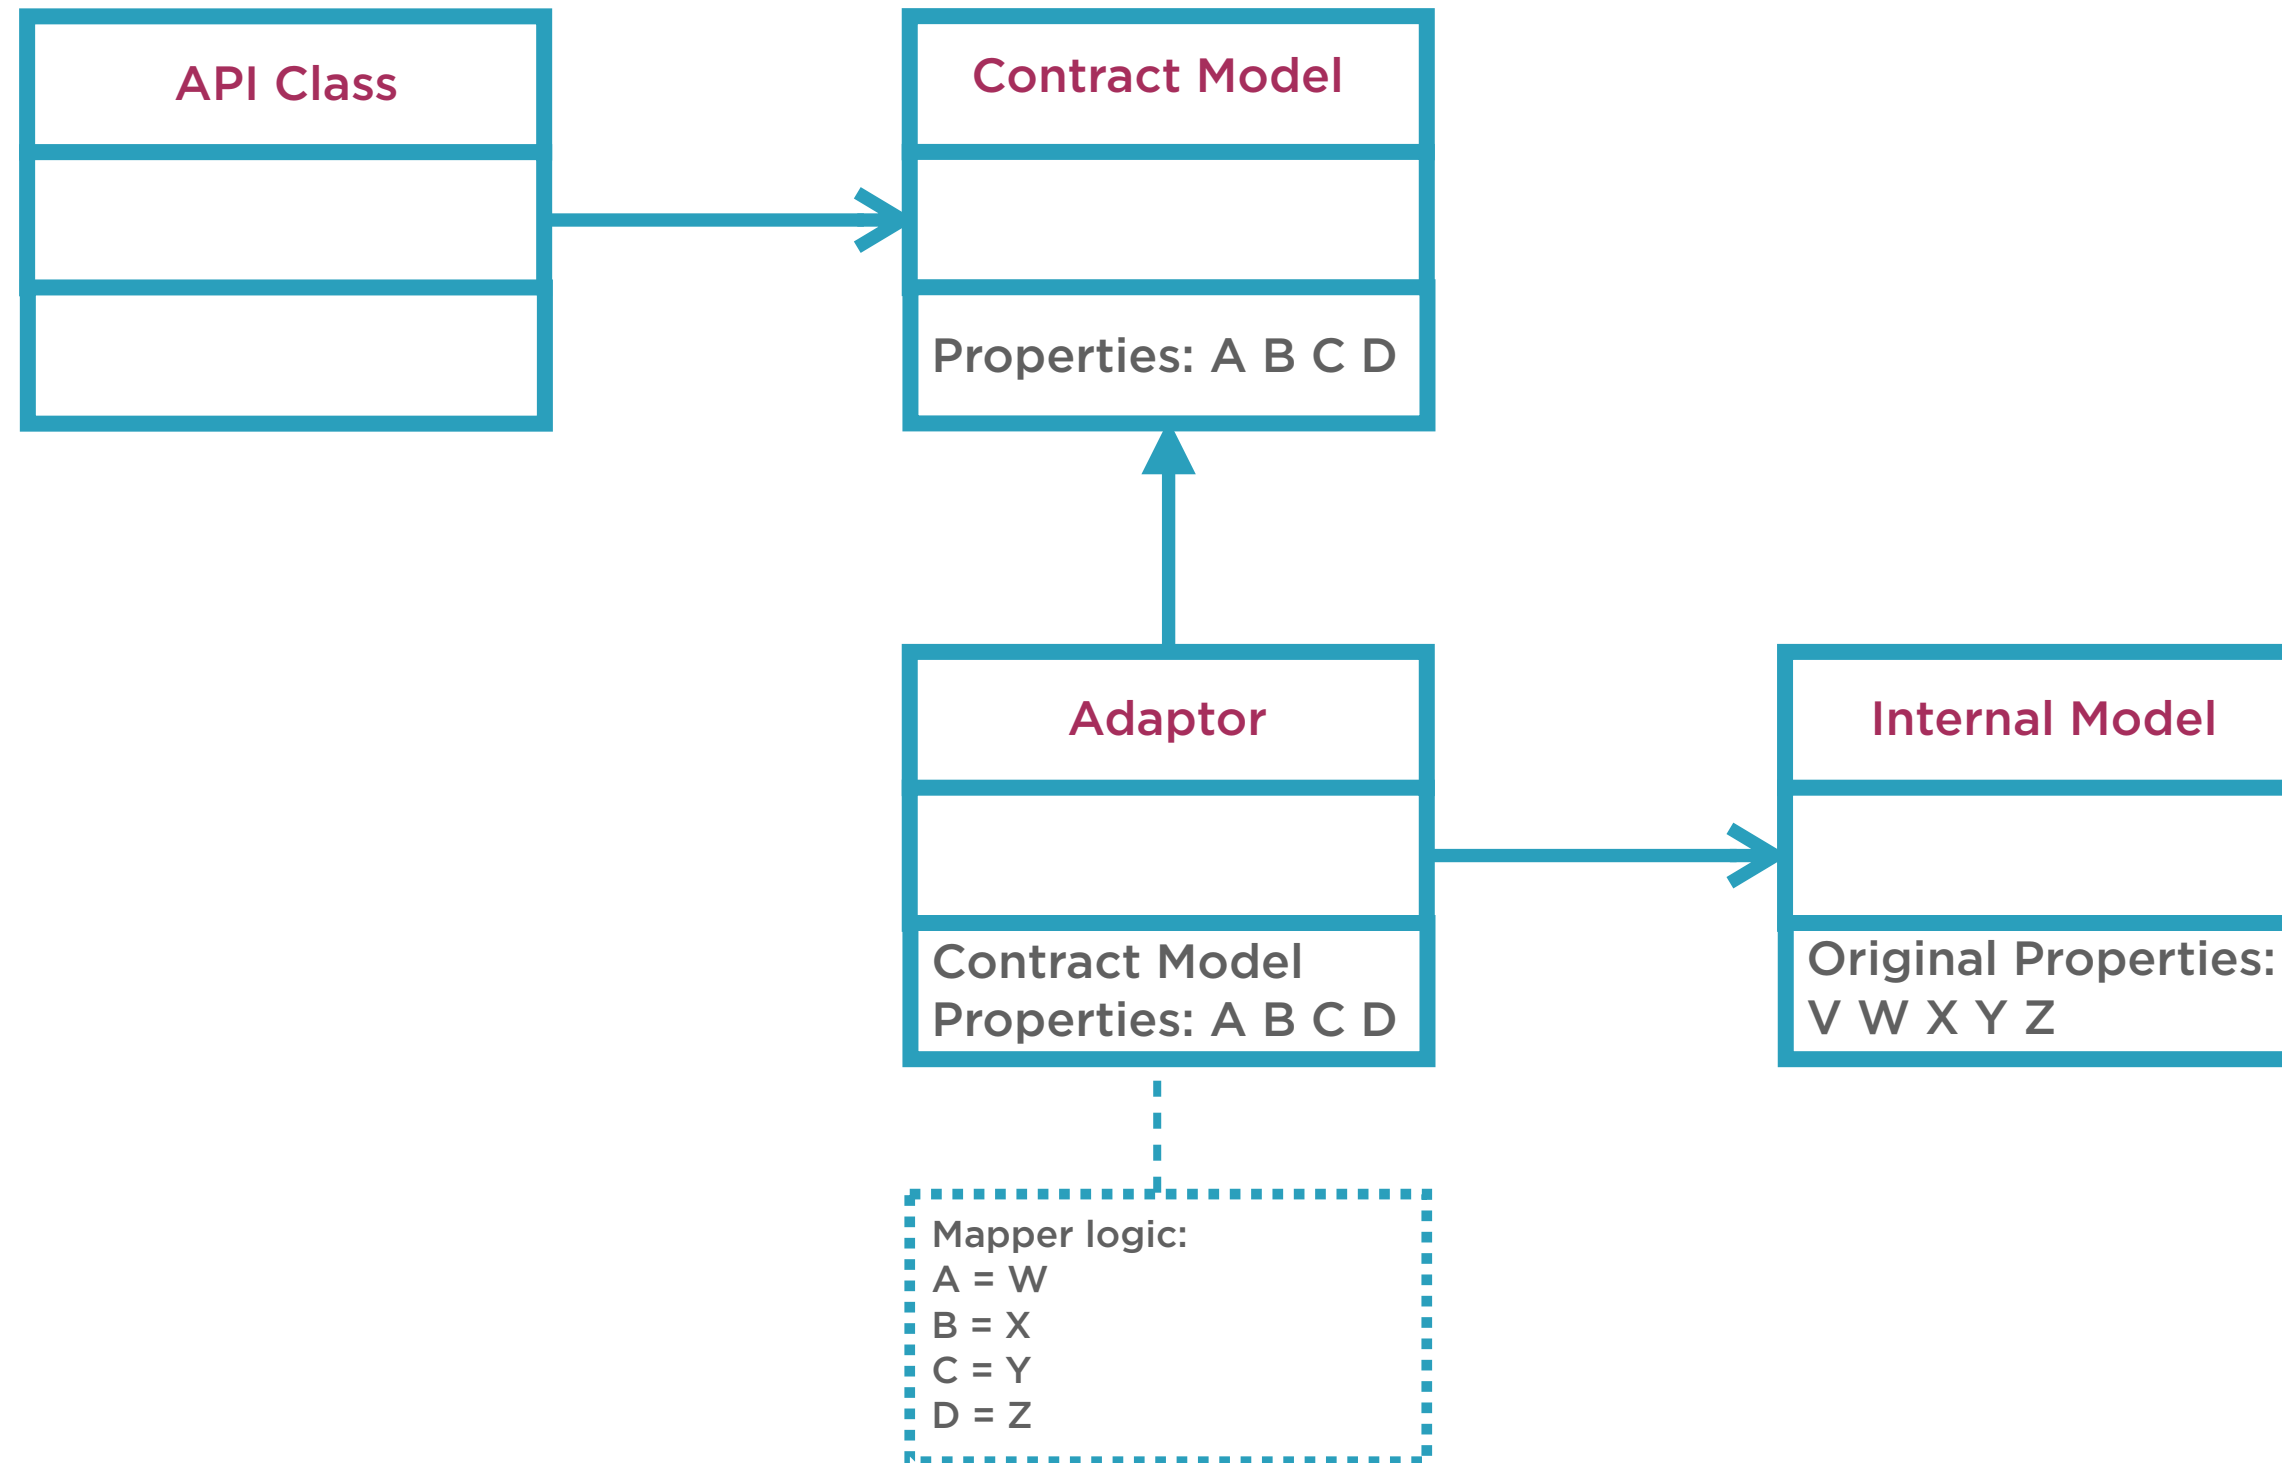 API Class
Contract Model
Properties: A B C D
Adaptor
Contract Model
Properties: A B C D
Internal Model
Original Properties:
V W X Y Z
Mapper logic:
A = W
B = X
C = Y
D = Z